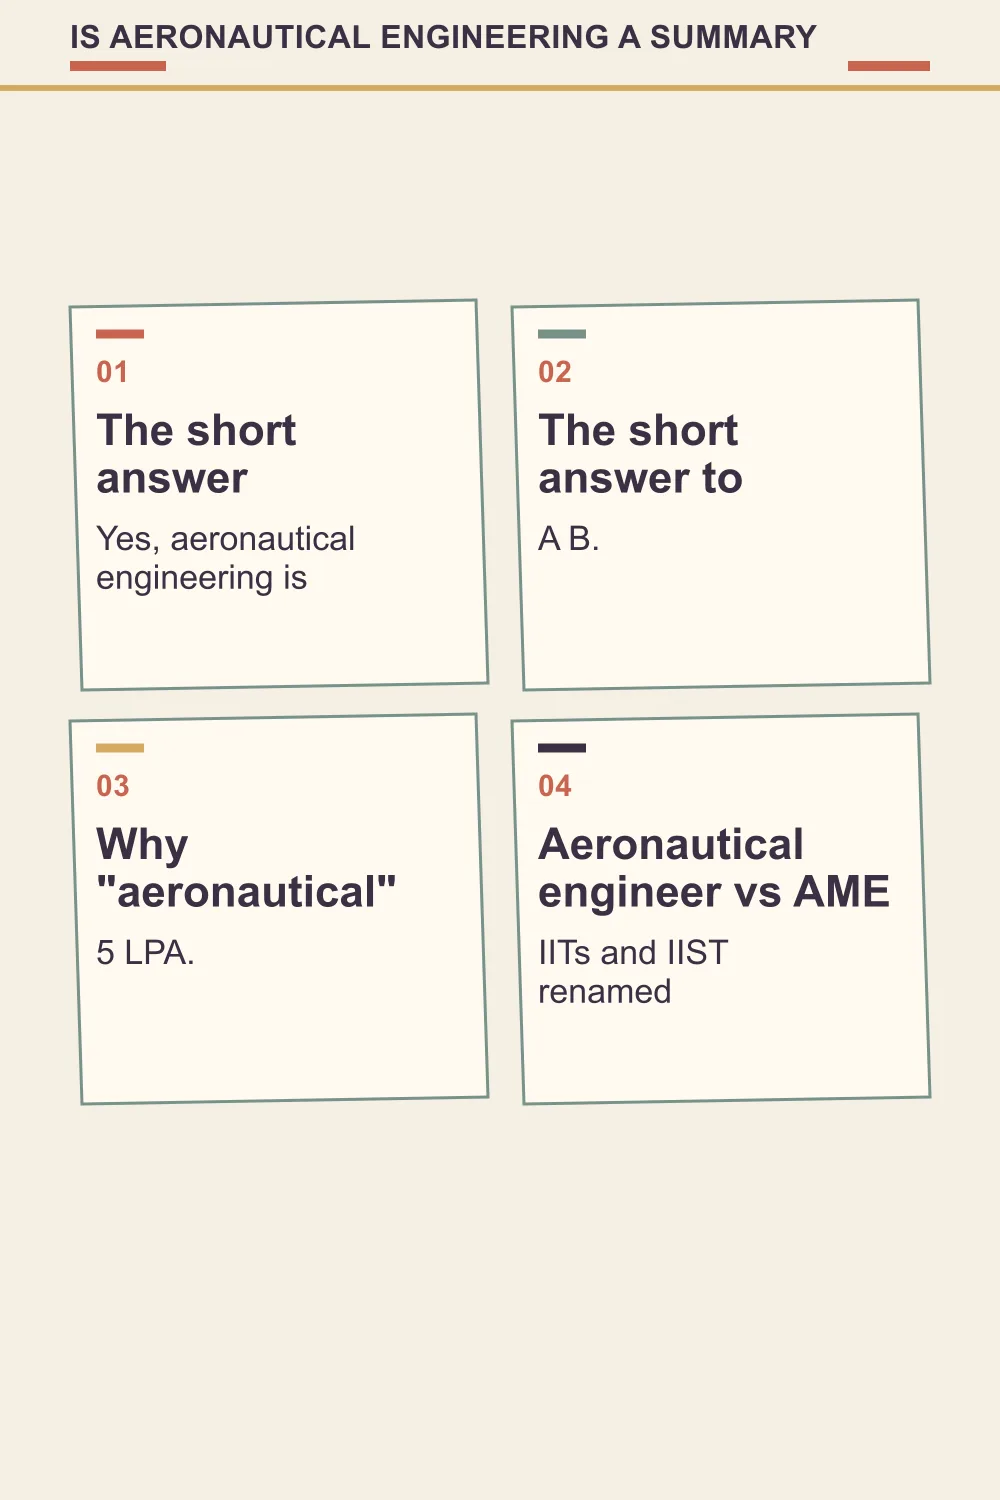 IS AERONAUTICAL ENGINEERING A SUMMARY
01
The short
answer
Yes, aeronautical
engineering is
02
The short
answer to
A B.
03
Why
"aeronautical"
5 LPA.
04
Aeronautical
engineer vs AME
IITs and IIST
renamed